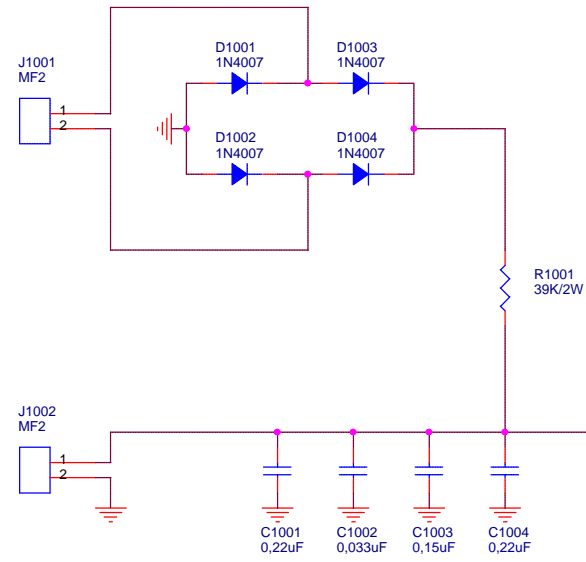 D1001
1N4007
D1003
1N4007
J1001
MF2
1
2
D1002
1N4007
D1004
1N4007
R1001
39K/2W
J1002
MF2
1
2
C1001
0,22uF
C1002
0,033uF
C1003
0,15uF
C1004
0,22uF